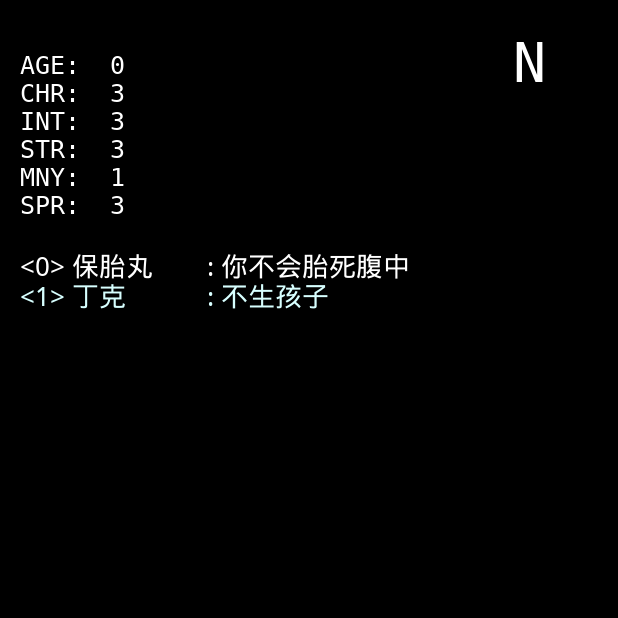 N
AGE: 0
CHR: 3
INT: 3
STR: 3
MNY: 1
SPR: 3
<0> 保胎丸 : 你不会胎死腹中
<1> 丁克 : 不生孩子